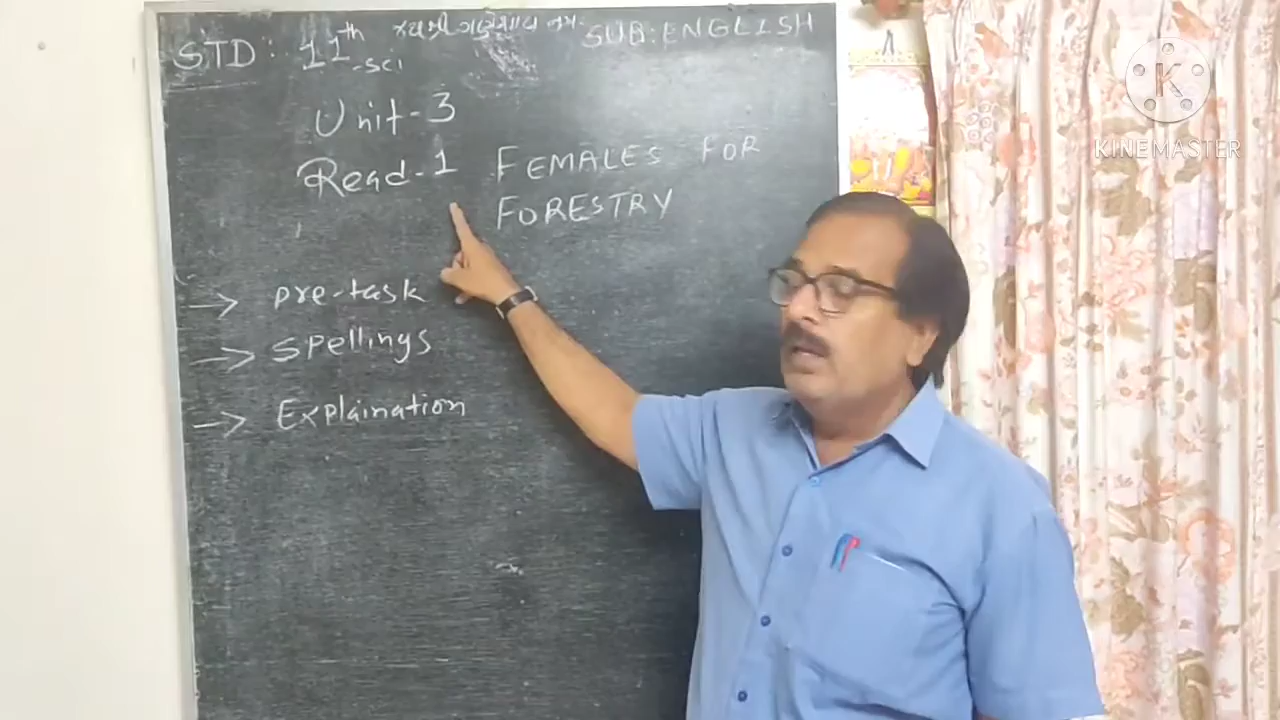 STD: 11th-sci
SUB: ENGLISH
Unit-3
Read-1 FEMALES FOR
FORESTRY
→ pre-task
→ spellings
→ Explaination
K
KINEMASTER